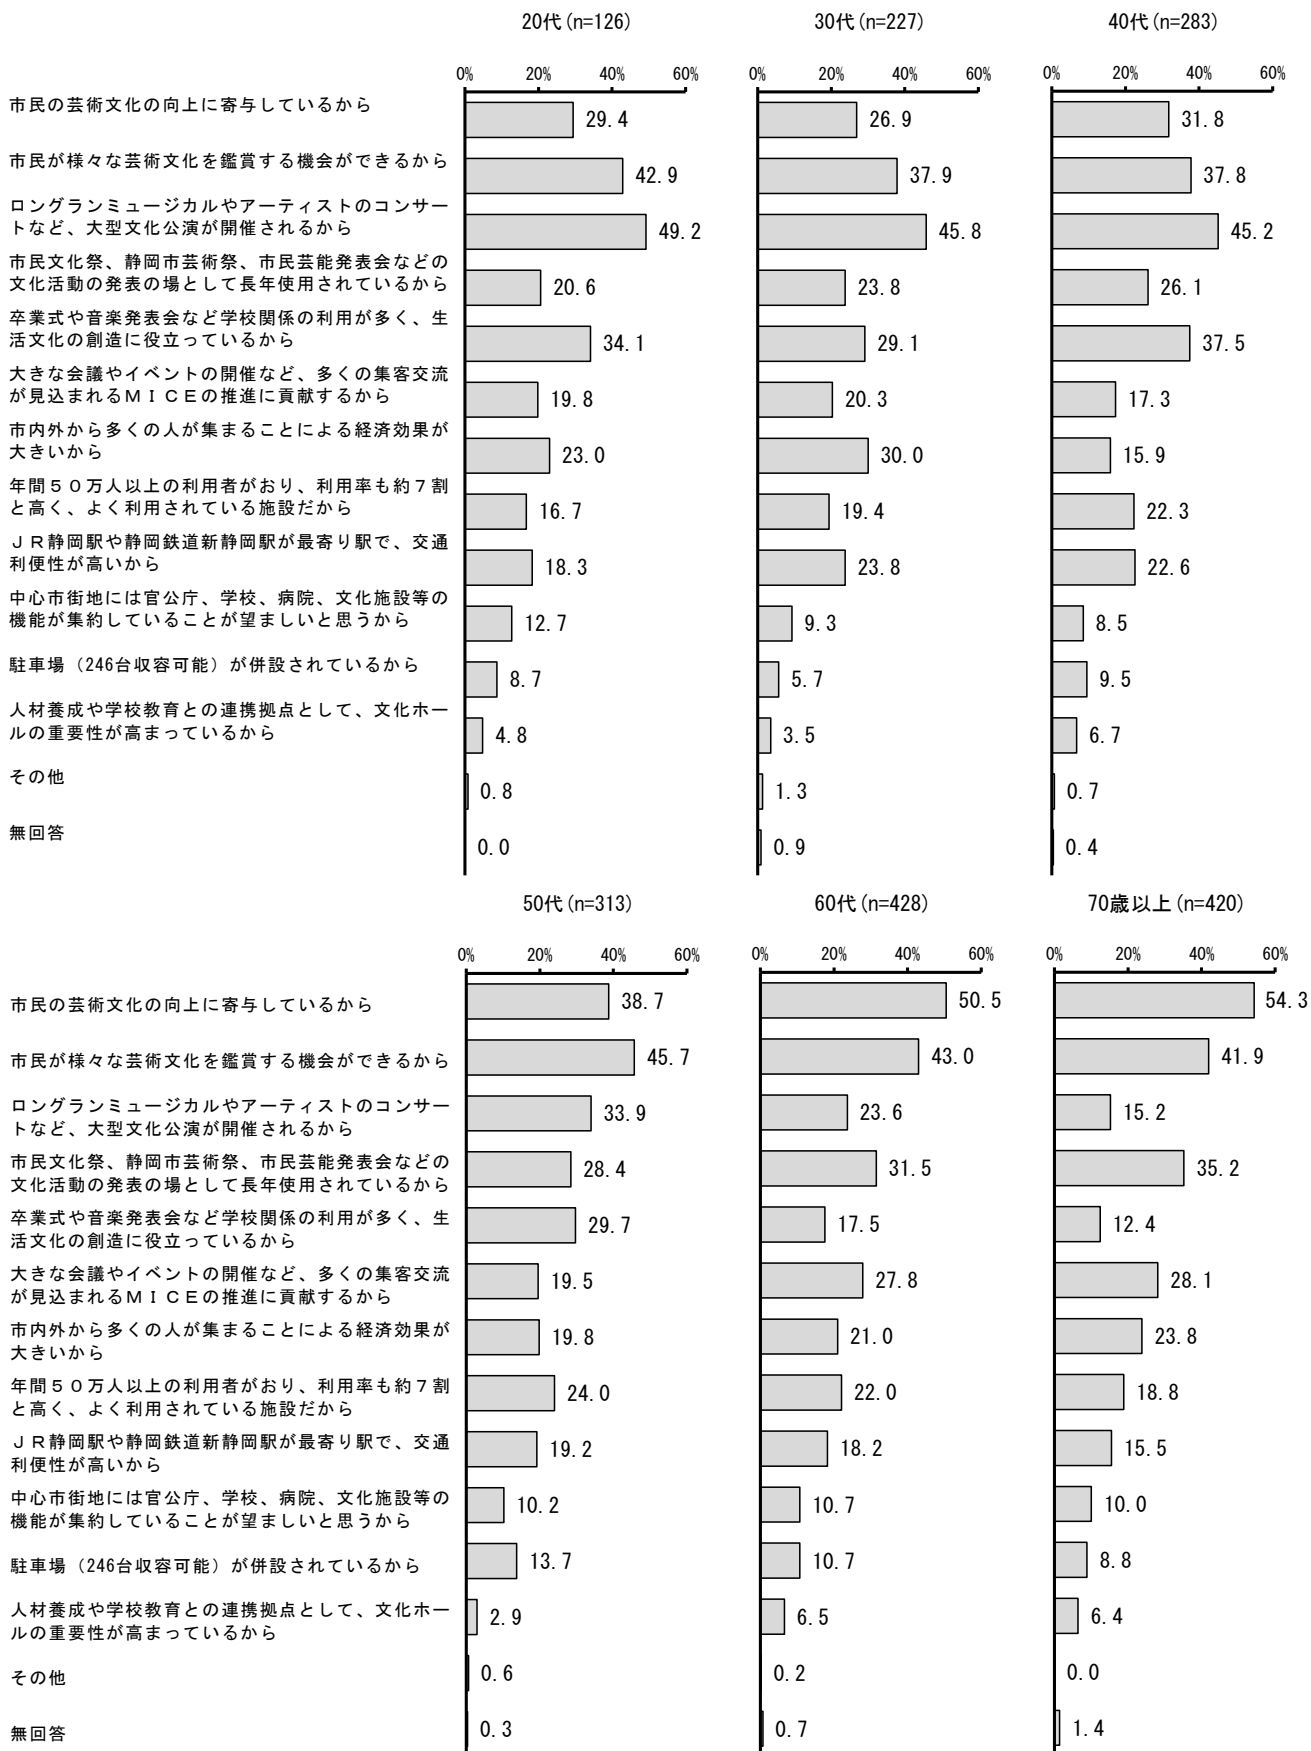 20代(n=126)
30代(n=227)
40代(n=283)
0% 20% 40% 60% 0% 20% 40% 60% 0% 20% 40% 60%
市民の芸術文化の向上に寄与しているから
29.4 26.9 31.8
市民が様々な芸術文化を鑑賞する機会ができるから
42.9 37.9 37.8
ロングランミュージカルやアーティストのコンサー
トなど、大型文化公演が開催されるから
49.2 45.8 45.2
市民文化祭、静岡市芸術祭、市民芸能発表会などの
文化活動の発表の場として長年使用されているから
20.6 23.8 26.1
卒業式や音楽発表会など学校関係の利用が多く、生
活文化の創造に役立っているから
34.1 29.1 37.5
大きな会議やイベントの開催など、多くの集客交流
が見込まれるMICEの推進に貢献するから
19.8 20.3 17.3
市内外から多くの人が集まることによる経済効果が
大きいから
23.0 30.0 15.9
年間50万人以上の利用者がおり、利用率も約7割
と高く、よく利用されている施設だから
16.7 19.4 22.3
JR静岡駅や静岡鉄道新静岡駅が最寄り駅で、交通
利便性が高いから
18.3 23.8 22.6
中心市街地には官公庁、学校、病院、文化施設等の
機能が集約していることが望ましいと思うから
12.7 9.3 8.5
駐車場(246台収容可能)が併設されているから
8.7 5.7 9.5
人材養成や学校教育との連携拠点として、文化ホー
ルの重要性が高まっているから
4.8 3.5 6.7
その他
0.8 1.3 0.7
無回答
0.0 0.9 0.4
50代(n=313)
60代(n=428)
70歳以上(n=420)
0% 20% 40% 60% 0% 20% 40% 60% 0% 20% 40% 60%
市民の芸術文化の向上に寄与しているから
38.7 50.5 54.3
市民が様々な芸術文化を鑑賞する機会ができるから
45.7 43.0 41.9
ロングランミュージカルやアーティストのコンサー
トなど、大型文化公演が開催されるから
33.9 23.6 15.2
市民文化祭、静岡市芸術祭、市民芸能発表会などの
文化活動の発表の場として長年使用されているから
28.4 31.5 35.2
卒業式や音楽発表会など学校関係の利用が多く、生
活文化の創造に役立っているから
29.7 17.5 12.4
大きな会議やイベントの開催など、多くの集客交流
が見込まれるMICEの推進に貢献するから
19.5 27.8 28.1
市内外から多くの人が集まることによる経済効果が
大きいから
19.8 21.0 23.8
年間50万人以上の利用者がおり、利用率も約7割
と高く、よく利用されている施設だから
24.0 22.0 18.8
JR静岡駅や静岡鉄道新静岡駅が最寄り駅で、交通
利便性が高いから
19.2 18.2 15.5
中心市街地には官公庁、学校、病院、文化施設等の
機能が集約していることが望ましいと思うから
10.2 10.7 10.0
駐車場(246台収容可能)が併設されているから
13.7 10.7 8.8
人材養成や学校教育との連携拠点として、文化ホー
ルの重要性が高まっているから
2.9 6.5 6.4
その他
0.6 0.2 0.0
無回答
0.3 0.7 1.4